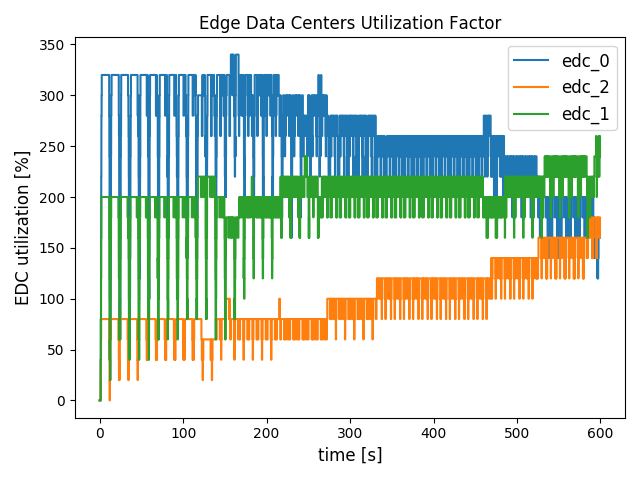 Edge Data Centers Utilization Factor
EDC utilization [%]
350
300
250
200
150
100
50
0
edc_0
edc_2
edc_1
0
100
200
300
400
500
600
time [s]